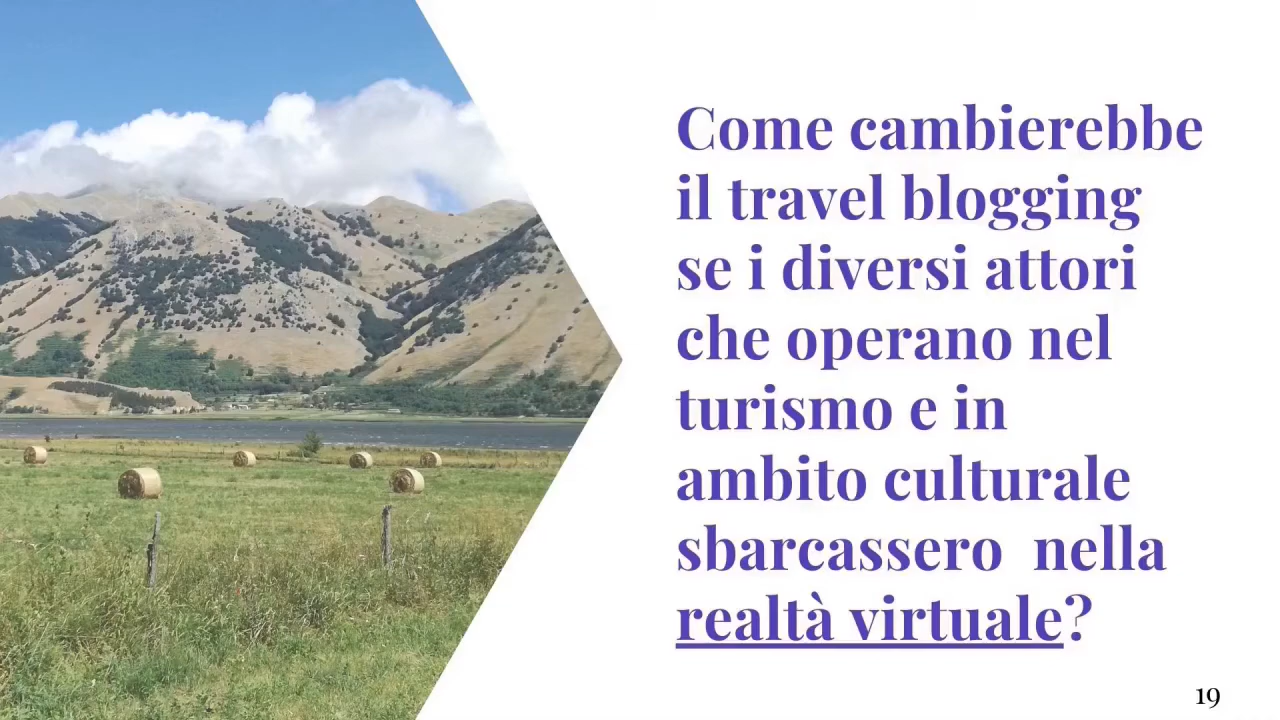 Come cambierebbe
il travel blogging
se i diversi attori
che operano nel
turismo e in
ambito culturale
sbarcassero  nella
realtà virtuale?
19